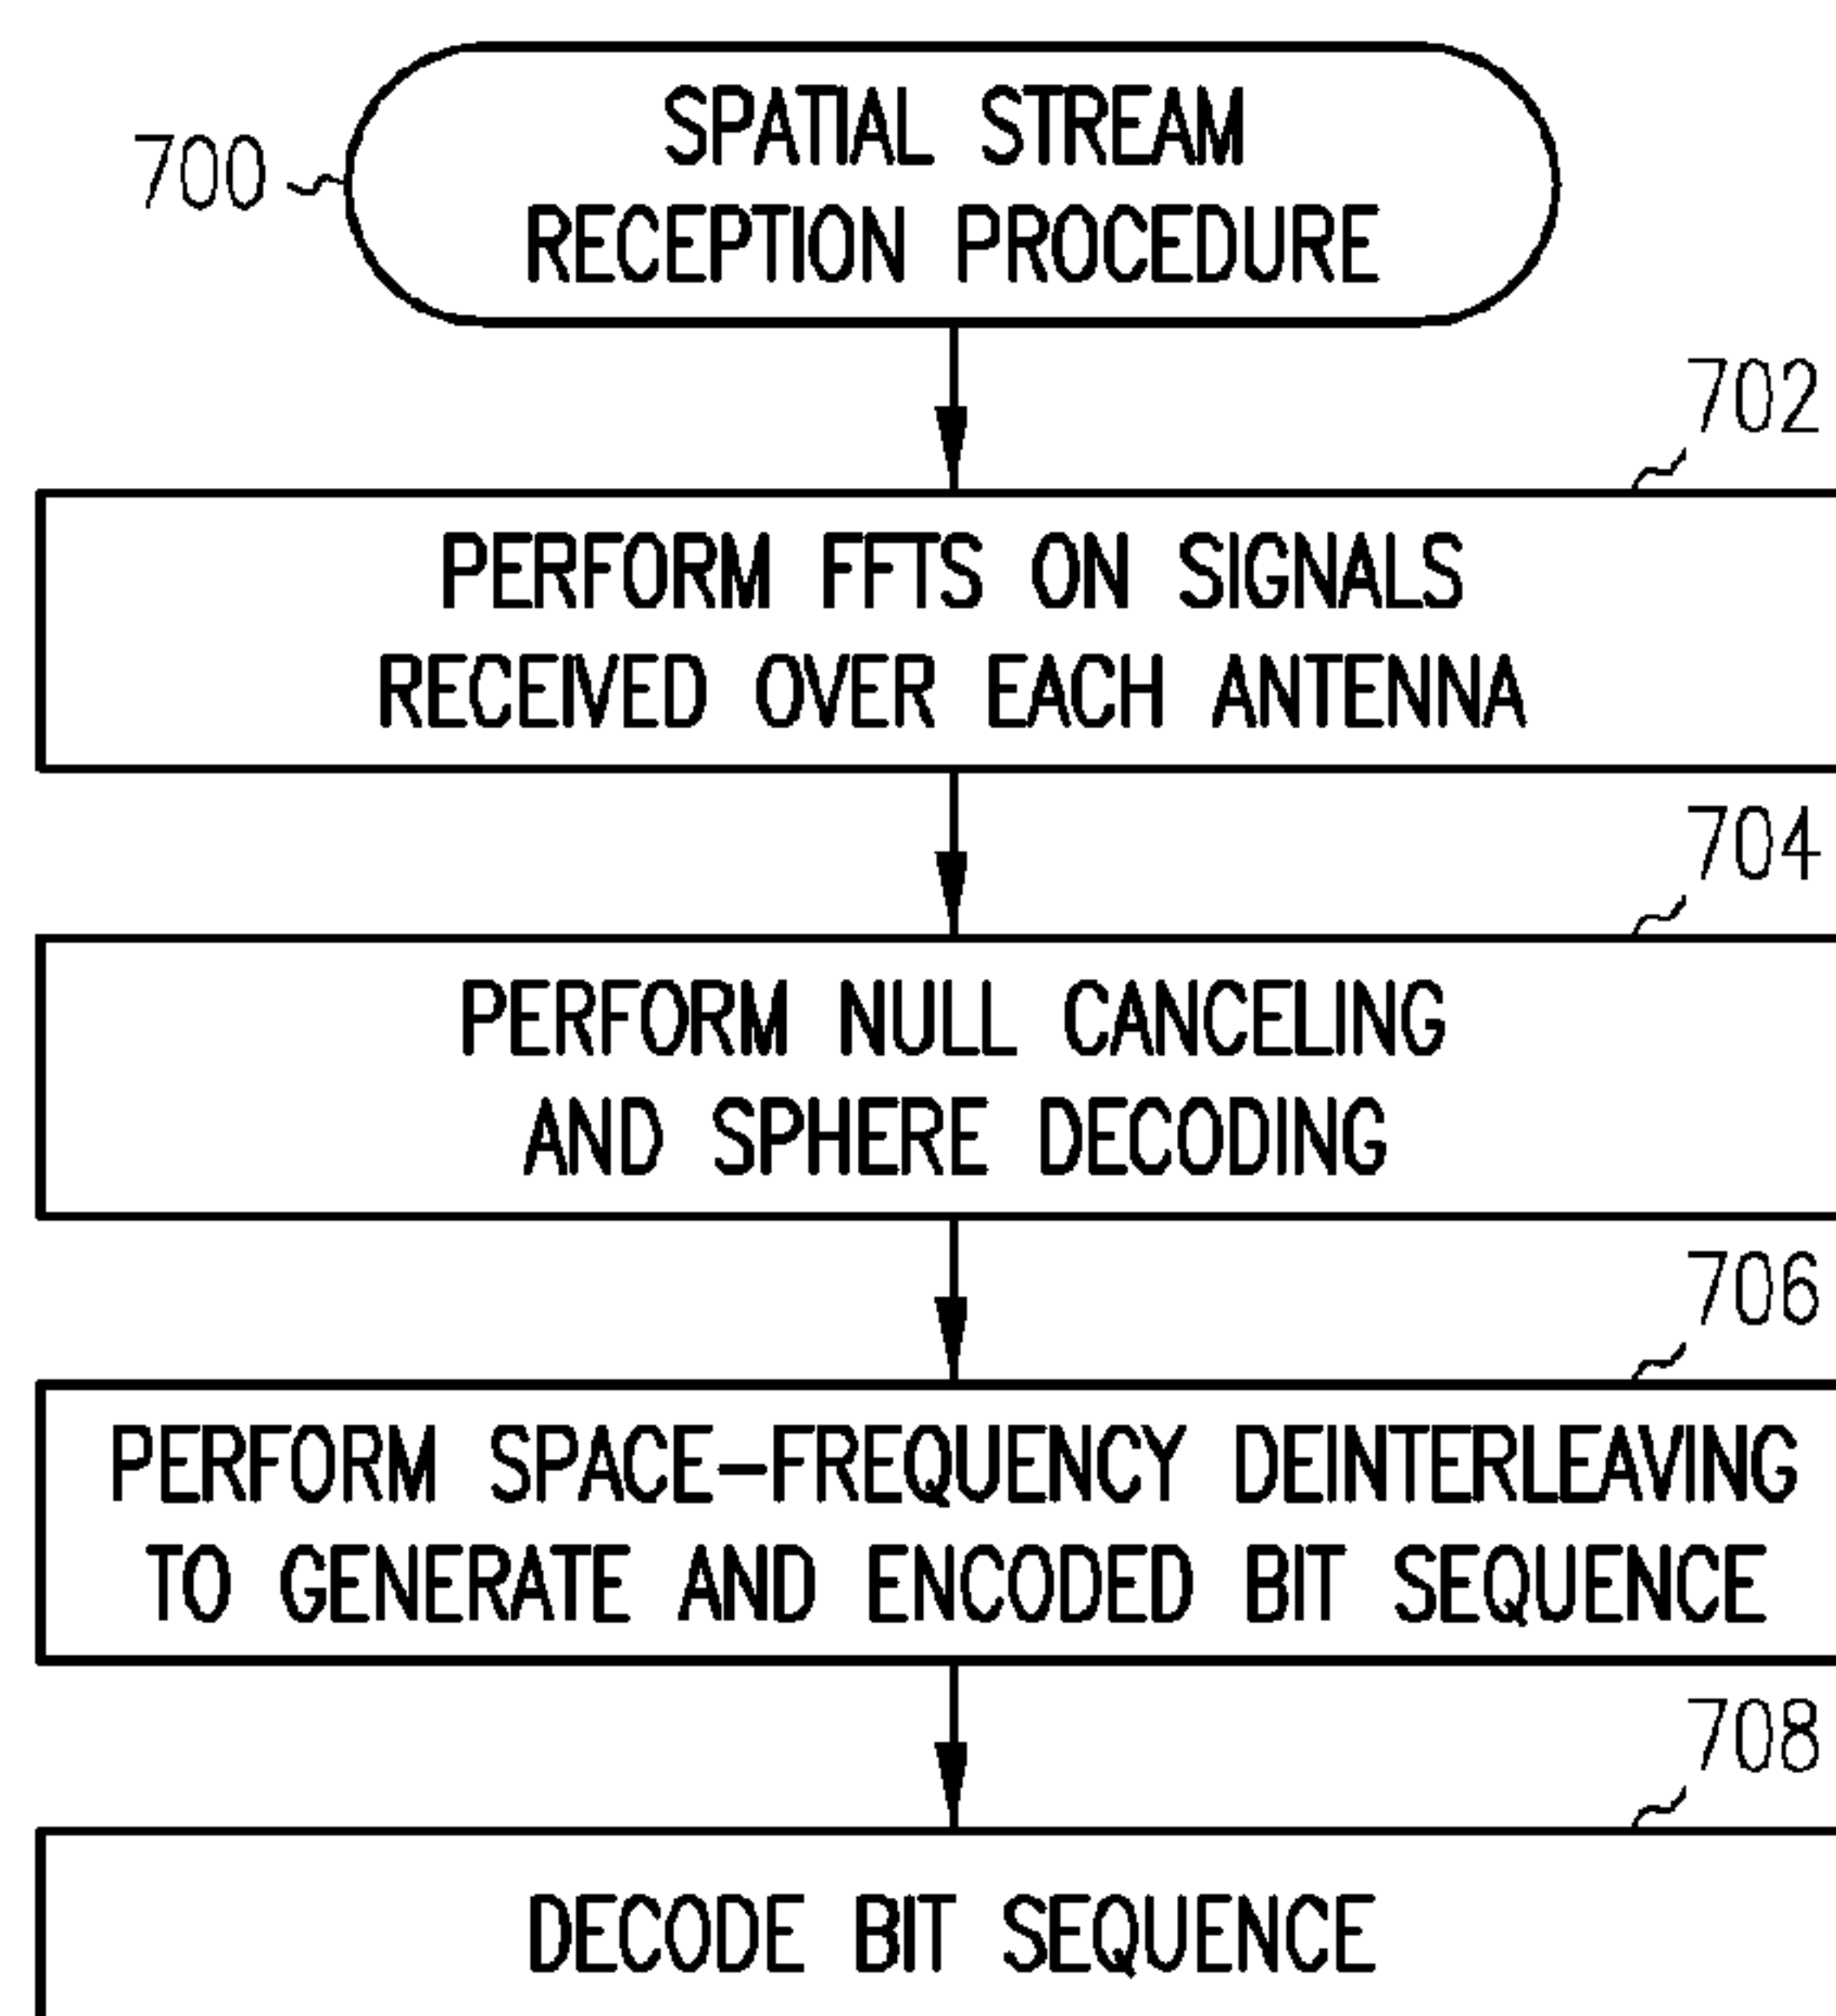 SPATIAL STREAM
700
RECEPTION PROCEDURE
702
PERFORM FFTS ON SIGNALS
RECEIVED OVER EACH ANTENNA
704
PERFORM NULL CANCELING
AND SPHERE DECODING
706
PERFORM SPACE-FREQUENCY DEINTERLEAVING
TO GENERATE AND ENCODED BIT SEQUENCE
708
DECODE BIT SEQUENCE